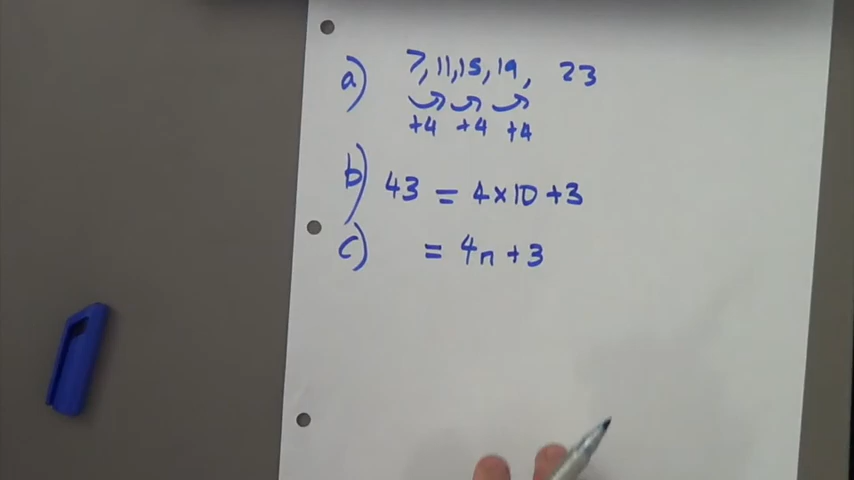 a) 7, 11, 15, 19, 23
+4 +4 +4
b) 43 = 4×10 +3
c) = 4n +3